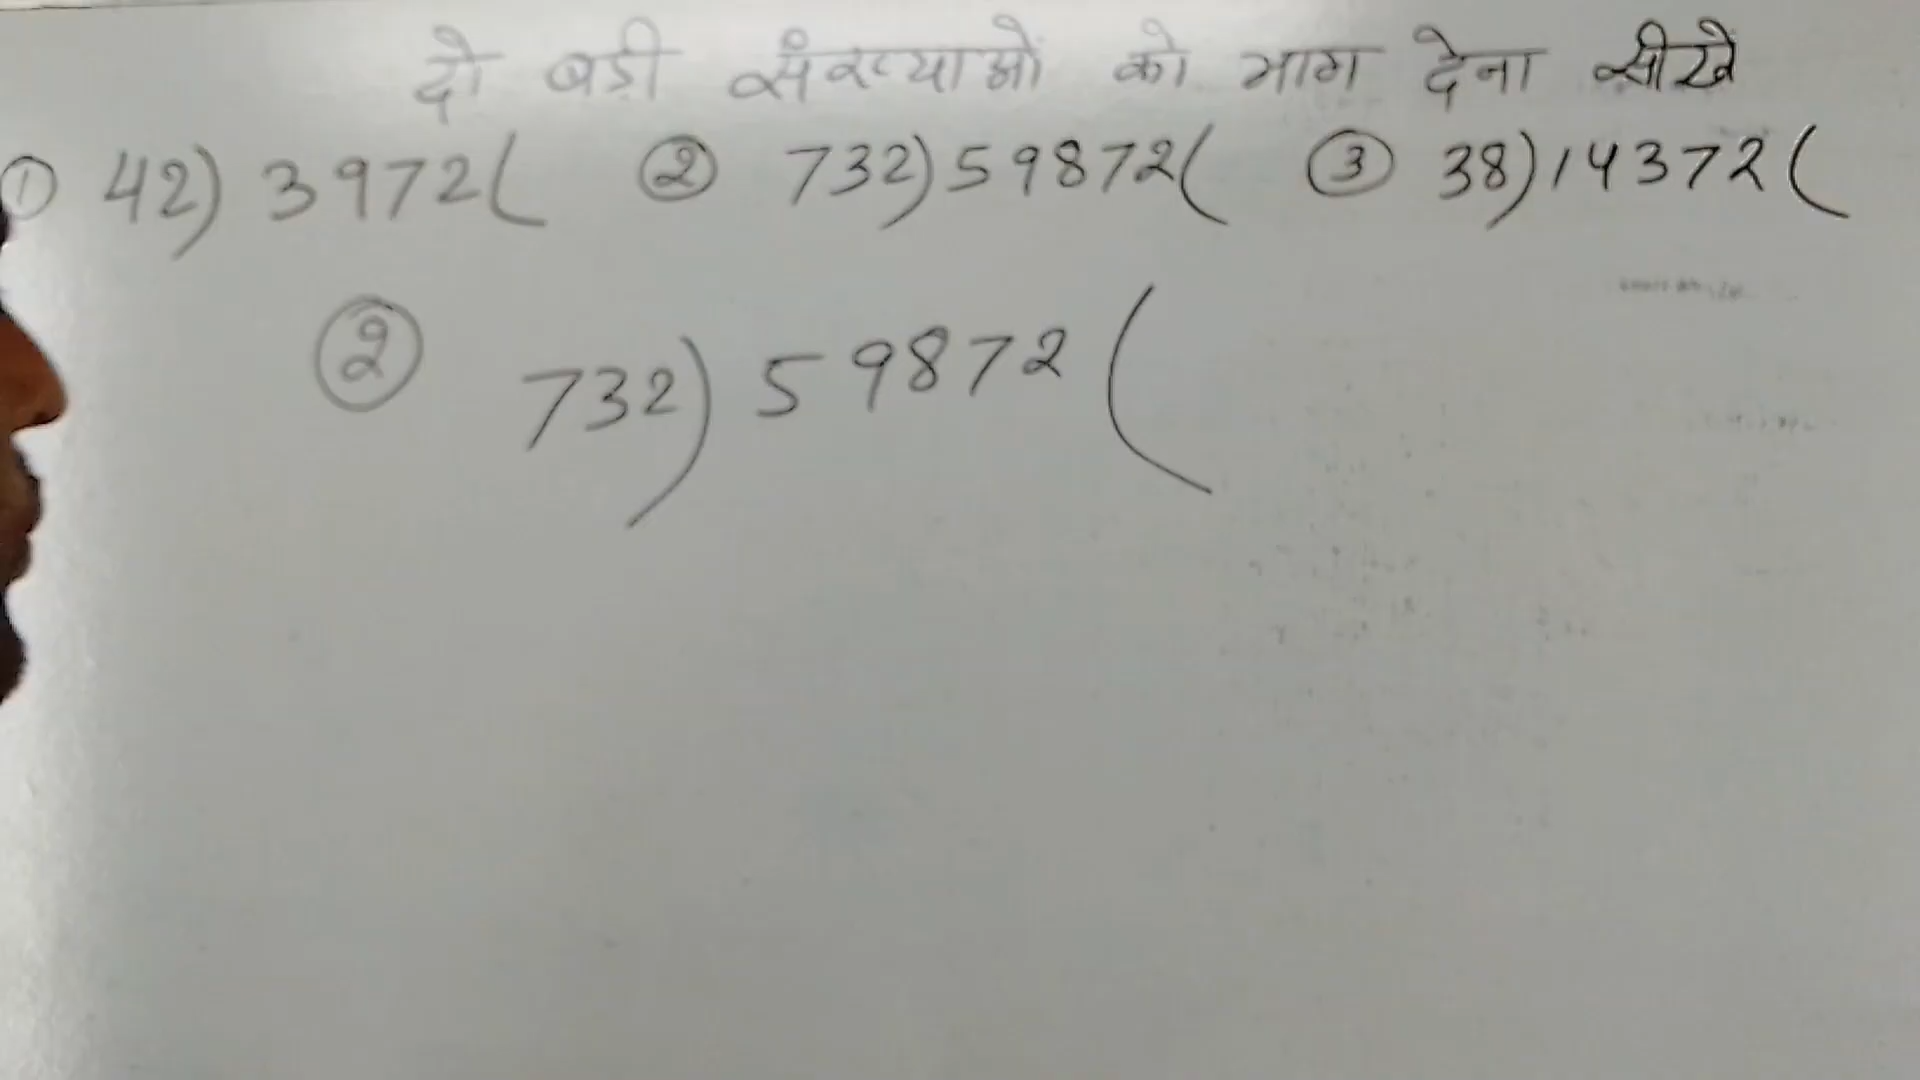 दो बड़ी संख्याओं को भाग देना सीखें
① 42)3972( ② 732)59872( ③ 38)14372(
② 732)59872(